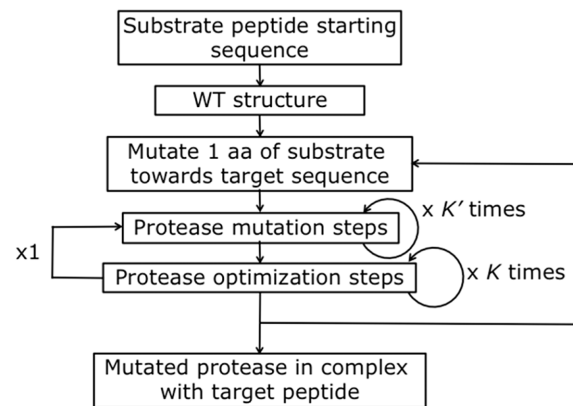 Substrate peptide starting
sequence
WT structure
Mutate 1 aa of substrate
towards target sequence
x K′ times
Protease mutation steps
x1
Protease optimization steps
x K times
Mutated protease in complex
with target peptide